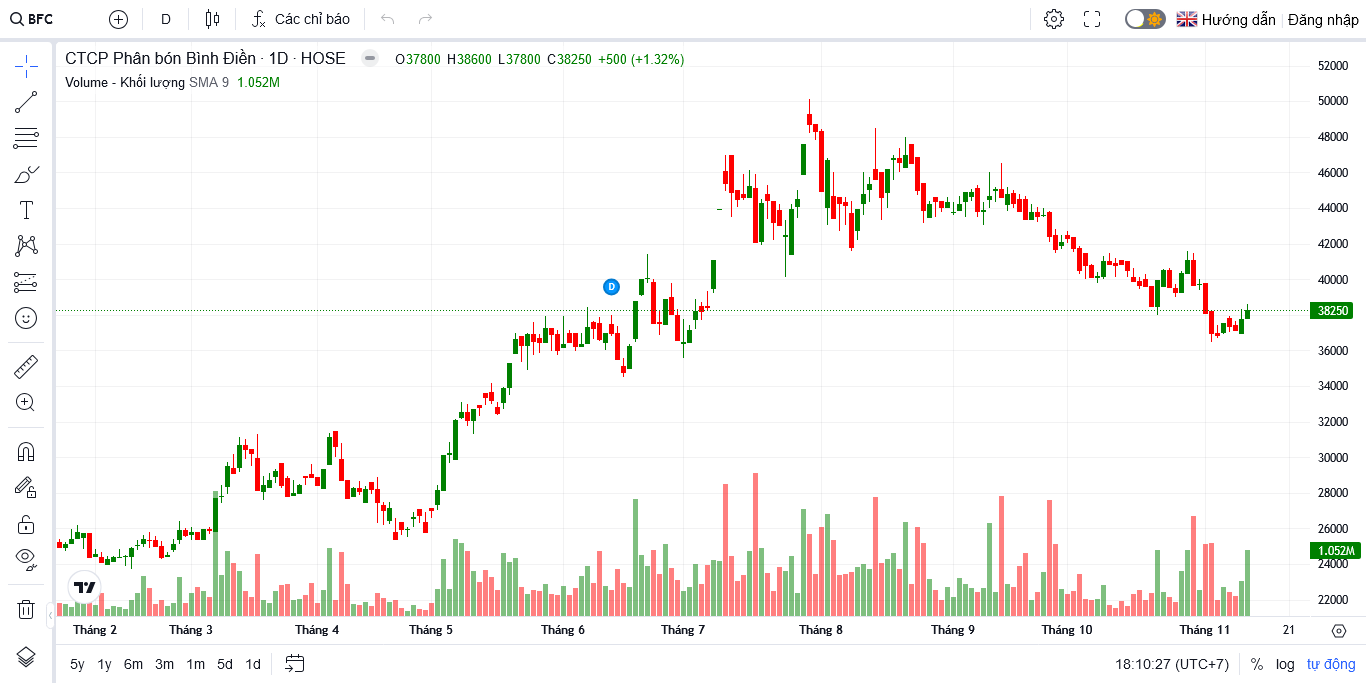 BFC D Các chỉ báo Hướng dẫn Đăng nhập
CTCP Phân bón Bình Điền · 1D · HOSE O37800 H38600 L37800 C38250 +500 (+1.32%)
Volume - Khối lượng SMA 9 1.052M
52000
50000
48000
46000
44000
42000
40000
D
38250
36000
34000
32000
30000
28000
26000
1.052M
24000
22000
Tháng 2 Tháng 3 Tháng 4 Tháng 5 Tháng 6 Tháng 7 Tháng 8 Tháng 9 Tháng 10 Tháng 11 21
5y 1y 6m 3m 1m 5d 1d 18:10:27 (UTC+7) % log tự động